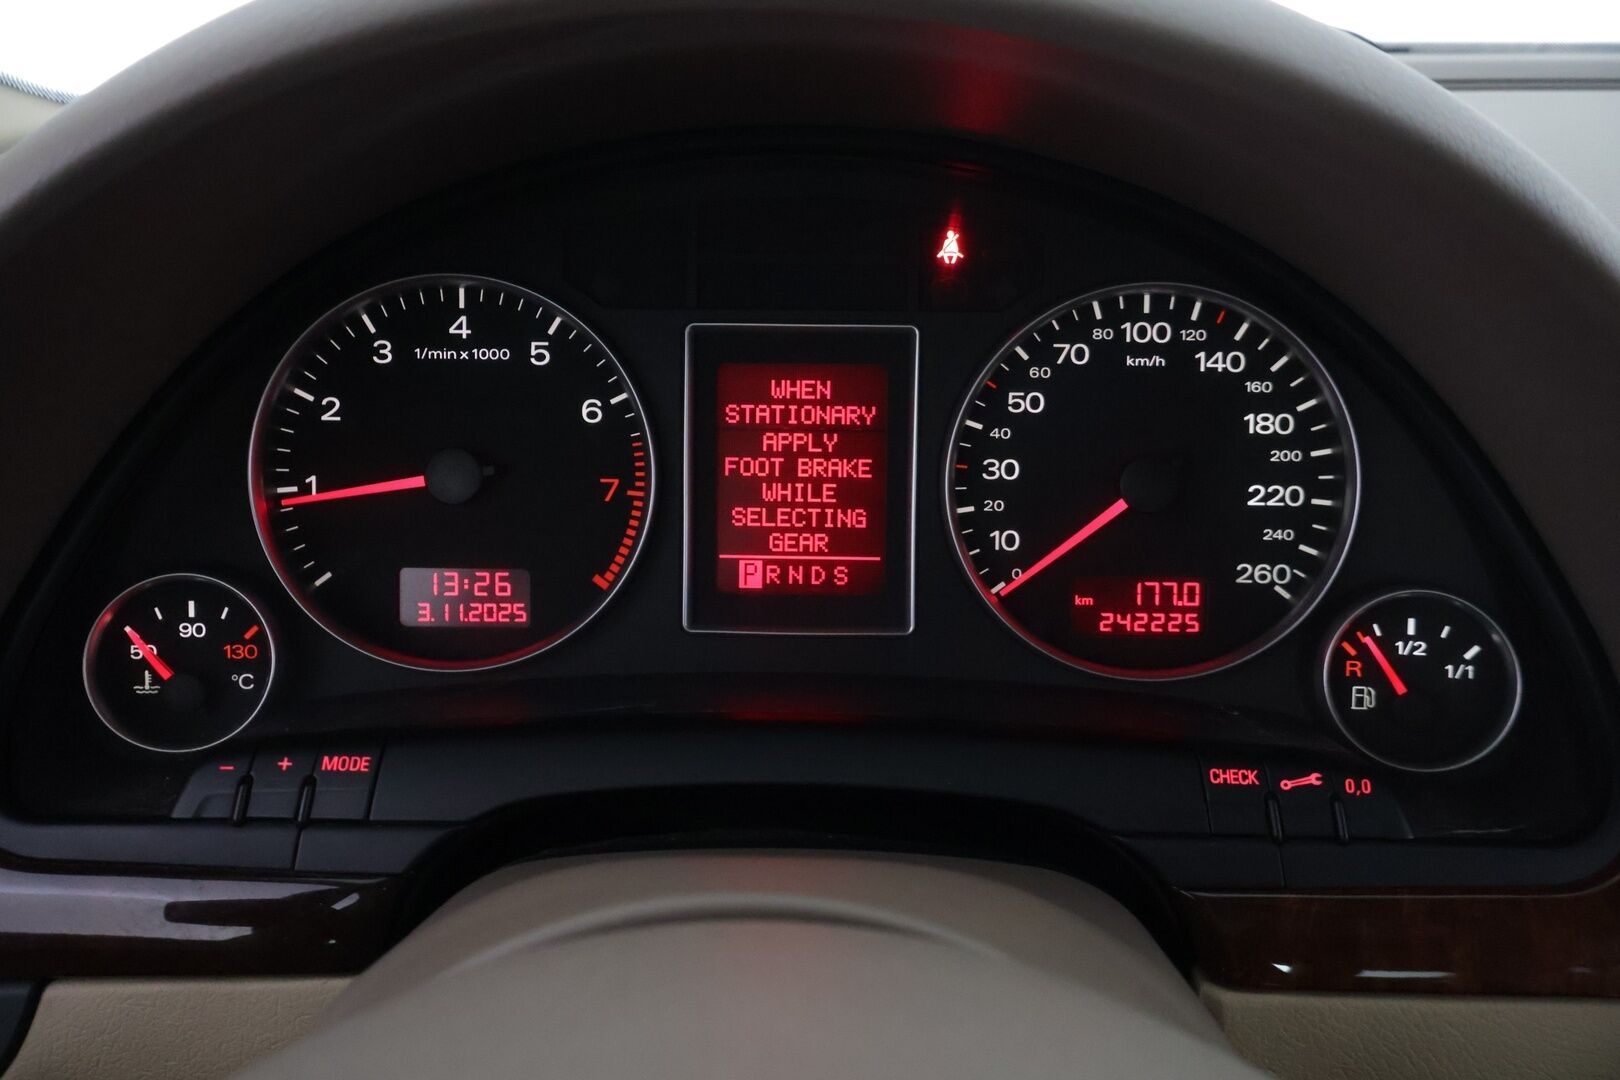 1
2
3
4
5
6
7
1/min x 1000
13:26
3.11.2025
50
90
130
°C
WHEN
STATIONARY
APPLY
FOOT BRAKE
WHILE
SELECTING
GEAR
P R N D S
0
10
20
30
40
50
60
70
80
100
120
140
160
180
200
220
240
260
km/h
km 177.0
242225
R
1/2
1/1
- + MODE
CHECK 0,0